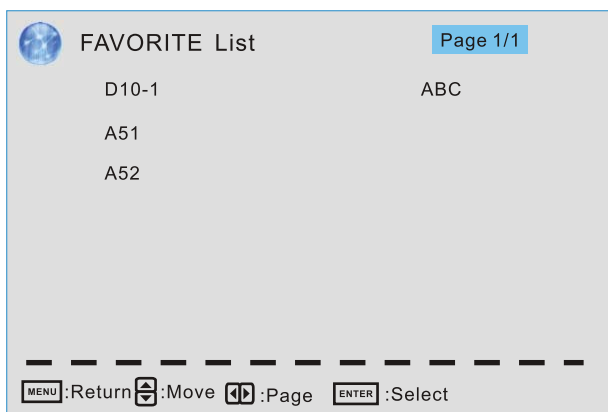 FAVORITE List Page 1/1
D10-1 ABC
A51
A52
MENU :Return :Move :Page ENTER :Select